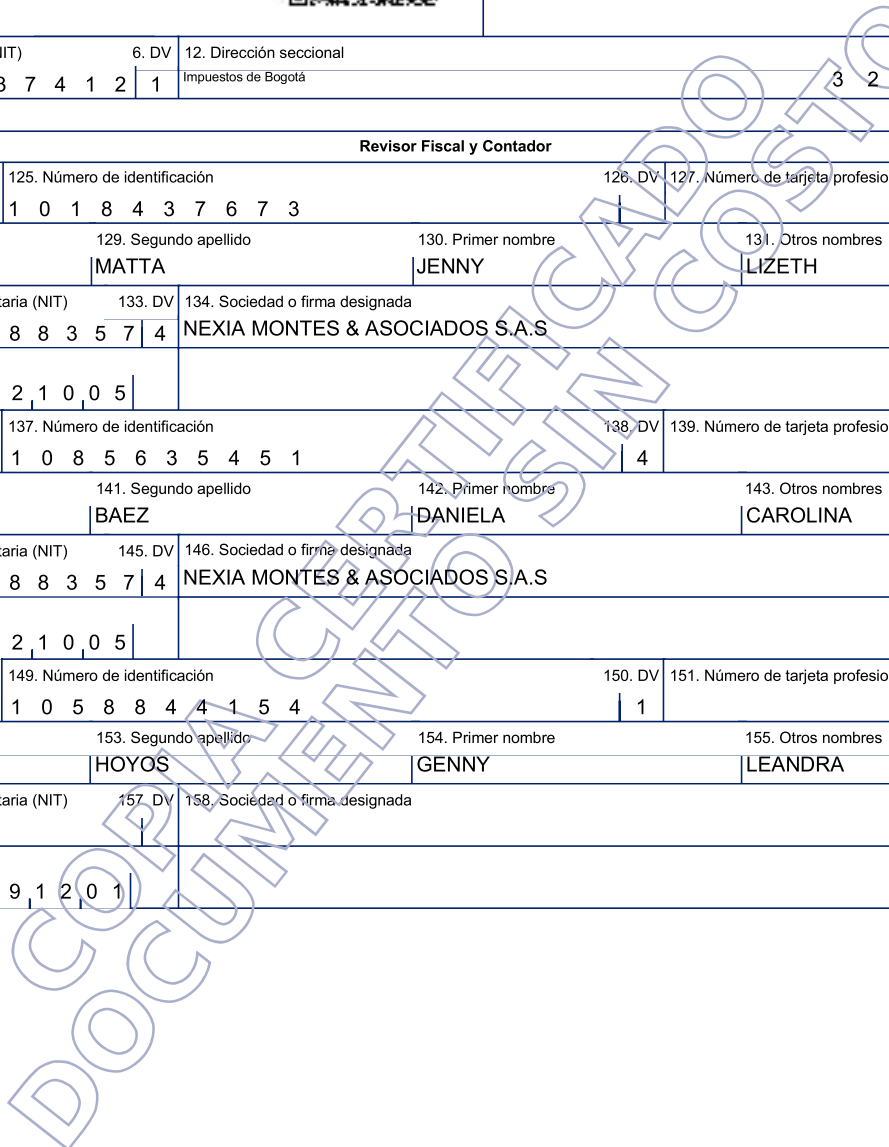 IT) 6. DV 12. Dirección seccional
8 7 4 1 2 1 Impuestos de Bogotá 3 2
Revisor Fiscal y Contador
125. Número de identificación 126. DV 127. Número de tarjeta profesio
1 0 1 8 4 3 7 6 7 3
129. Segundo apellido 130. Primer nombre 131. Otros nombres
MATTA JENNY LIZETH
taria (NIT) 133. DV 134. Sociedad o firma designada
8 8 3 5 7 4 NEXIA MONTES & ASOCIADOS S.A.S
2 1 0 0 5
137. Número de identificación 138. DV 139. Número de tarjeta profesio
1 0 8 5 6 3 5 4 5 1 4
141. Segundo apellido 142. Primer nombre 143. Otros nombres
BAEZ DANIELA CAROLINA
taria (NIT) 145. DV 146. Sociedad o firma designada
8 8 3 5 7 4 NEXIA MONTES & ASOCIADOS S.A.S
2 1 0 0 5
149. Número de identificación 150. DV 151. Número de tarjeta profesio
1 0 5 8 8 4 4 1 5 4 1
153. Segundo apellido 154. Primer nombre 155. Otros nombres
HOYOS GENNY LEANDRA
taria (NIT) 157. DV 158. Sociedad o firma designada
9 1 2 0 1
COPIA CERTIFICADO
DOCUMENTO SIN COSTO